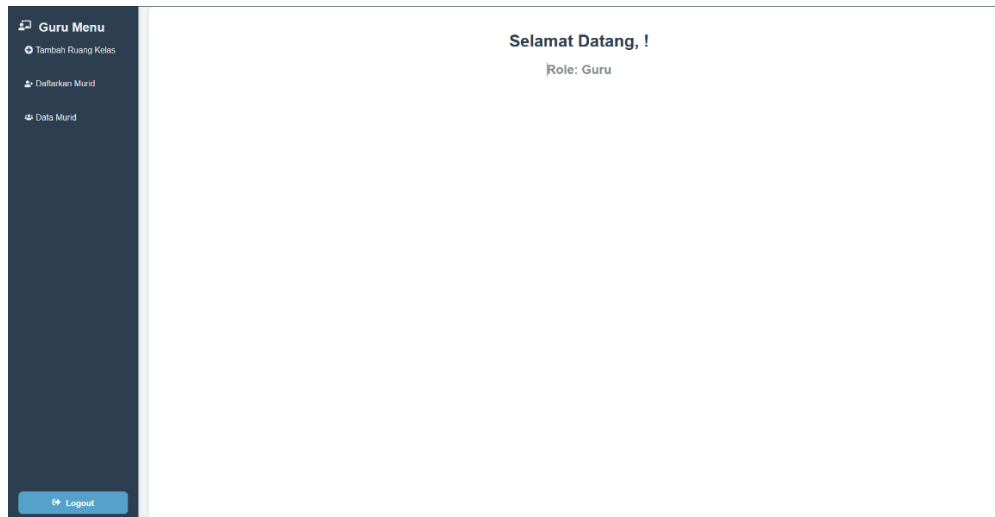 Guru Menu
Tambah Ruang Kelas
Daftarkan Murid
Data Murid
Logout
Selamat Datang, !
Role: Guru